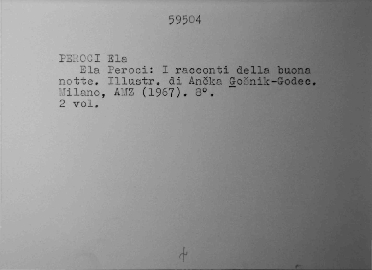 59504
PEROCI Ela
Ela Peroci: I racconti della buona
notte. Illustr. di Ančka Gošnik-Godec.
Milano, AMZ (1967). 8°.
2 vol.